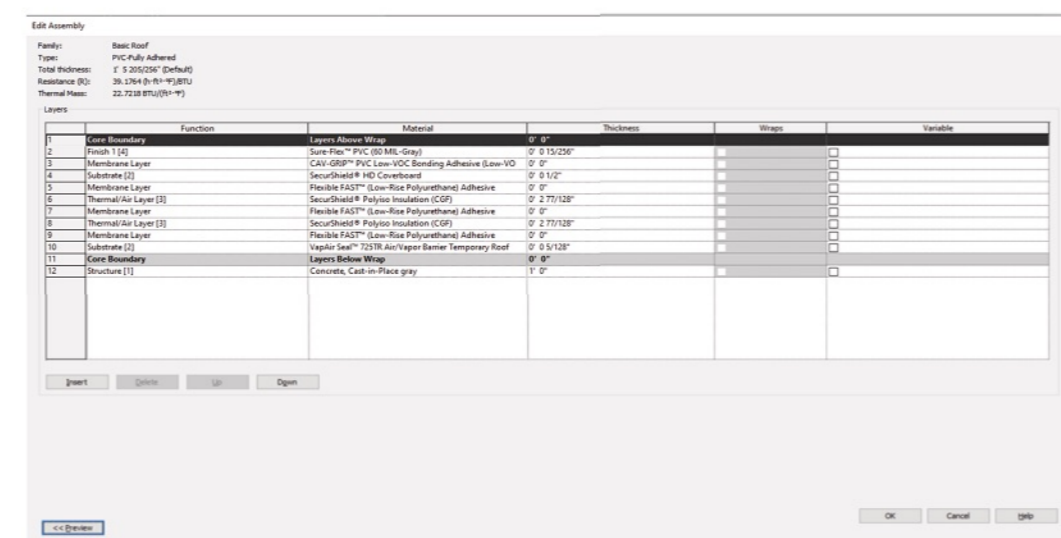 Edit Assembly
Family: Basic Roof
Type: PVC-Fully Adhered
Total thickness: 1' 5 205/256" (Default)
Resistance (R): 39.1764 (h·ft²·°F)/BTU
Thermal Mass: 22.7218 BTU/(ft²·°F)
Layers
Function Material Thickness Wraps Variable
1 Core Boundary Layers Above Wrap 0' 0"
2 Finish 1 [4] Sure-Flex™ PVC (60 MIL-Gray) 0' 0 15/256"
3 Membrane Layer CAV-GRIP™ PVC Low-VOC Bonding Adhesive (Low-VO 0' 0"
4 Substrate [2] SecurShield® HD Coverboard 0' 0 1/2"
5 Membrane Layer Flexible FAST™ (Low-Rise Polyurethane) Adhesive 0' 0"
6 Thermal/Air Layer [3] SecurShield® Polyiso Insulation (CGF) 0' 2 77/128"
7 Membrane Layer Flexible FAST™ (Low-Rise Polyurethane) Adhesive 0' 0"
8 Thermal/Air Layer [3] SecurShield® Polyiso Insulation (CGF) 0' 2 77/128"
9 Membrane Layer Flexible FAST™ (Low-Rise Polyurethane) Adhesive 0' 0"
10 Substrate [2] VapAir Seal™ 725TR Air/Vapor Barrier Temporary Roof 0' 0 5/128"
11 Core Boundary Layers Below Wrap 0' 0"
12 Structure [1] Concrete, Cast-in-Place gray 1' 0"
Insert Delete Up Down
OK Cancel Help
<< Preview